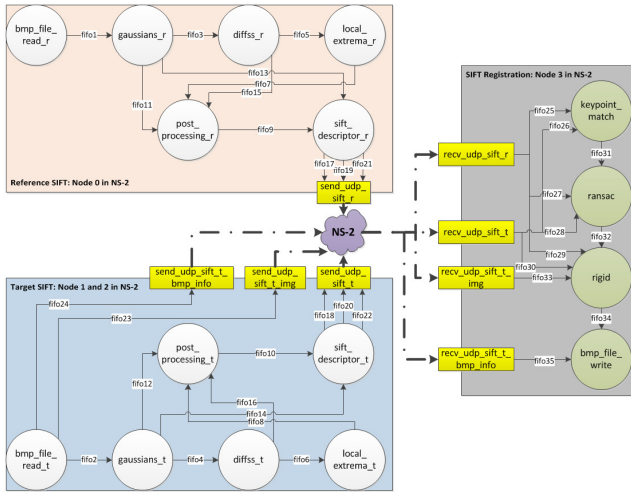 bmp_file_
read_r
fifo1
gaussians_r
fifo3
diffss_r
fifo5
local_
extrema_r
fifo13
fifo7
fifo15
fifo11
post_
processing_r
fifo9
sift_
descriptor_r
fifo17
fifo21
fifo19
Reference SIFT: Node 0 in NS-2
send_udp_
sift_r
NS-2
send_udp_sift_t_
bmp_info
send_udp_
sift_t_img
send_udp_
sift_t
Target SIFT: Node 1 and 2 in NS-2
fifo24
fifo23
fifo20
fifo18
fifo22
post_
processing_t
fifo10
sift_
descriptor_t
fifo12
fifo16
fifo14
fifo8
bmp_file_
read_t
fifo2
gaussians_t
fifo4
diffss_t
fifo6
local_
extrema_t
SIFT Registration: Node 3 in NS-2
fifo25
fifo26
keypoint_
match
recv_udp_sift_r
fifo31
fifo27
ransac
recv_udp_sift_t
fifo28
fifo32
fifo29
fifo30
recv_udp_sift_t_
img
fifo33
rigid
fifo34
recv_udp_sift_t_
bmp_info
fifo35
bmp_file_
write